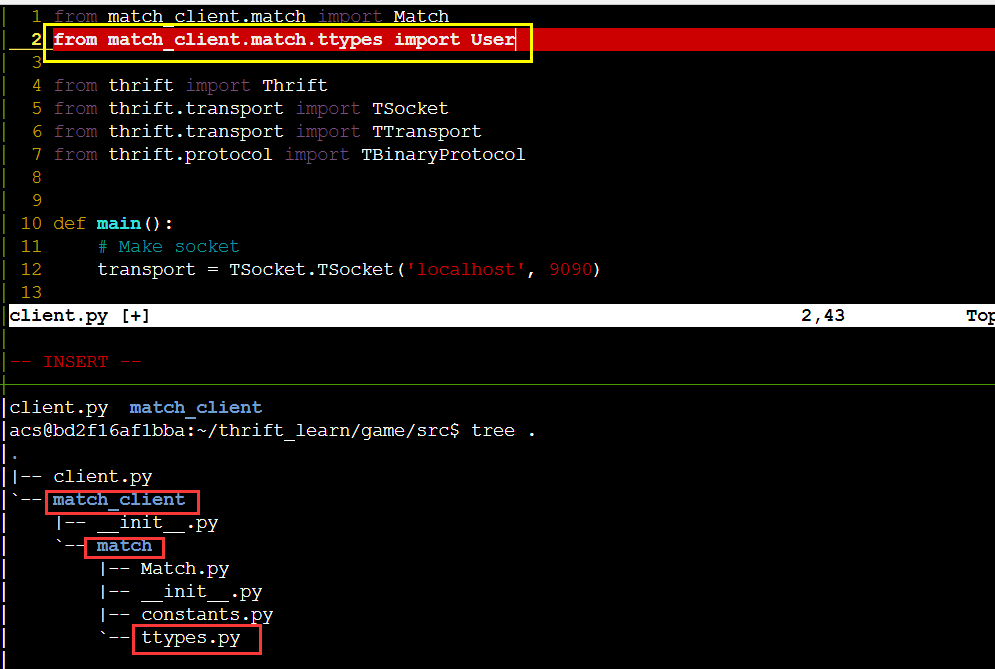 1 from match_client.match import Match
2 from match_client.match.ttypes import User
3
4 from thrift import Thrift
5 from thrift.transport import TSocket
6 from thrift.transport import TTransport
7 from thrift.protocol import TBinaryProtocol
8
9
10 def main():
11     # Make socket
12     transport = TSocket.TSocket('localhost', 9090)
13
client.py [+] 2,43 Top
-- INSERT --
client.py  match_client
acs@bd2f16af1bba:~/thrift_learn/game/src$ tree .
.
|-- client.py
`-- match_client
    |-- __init__.py
    `-- match
        |-- Match.py
        |-- __init__.py
        |-- constants.py
        `-- ttypes.py